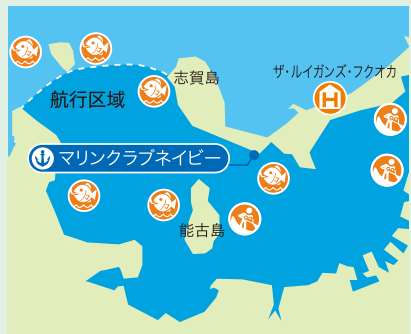 志賀島
ザ・ルイガンズ・フクオカ
航行区域
H
マリンクラブネイビー
能古島